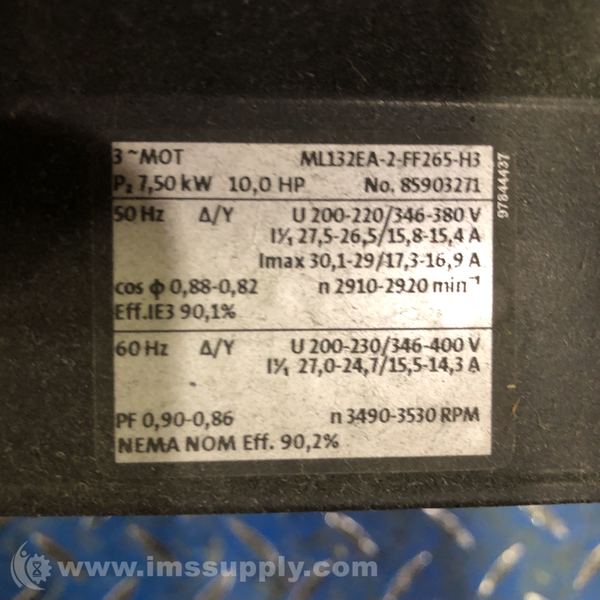 3 ~MOT ML132EA-2-FF265-H3
P₂ 7,50 kW 10,0 HP No. 85903271
50 Hz Δ/Y U 200-220/346-380 V
I¹⁄₁ 27,5-26,5/15,8-15,4 A
Imax 30,1-29/17,3-16,9 A
cos ϕ 0,88-0,82 n 2910-2920 min⁻¹
Eff.IE3 90,1%
60 Hz Δ/Y U 200-230/346-400 V
I¹⁄₁ 27,0-24,7/15,5-14,3 A
PF 0,90-0,86 n 3490-3530 RPM
NEMA NOM Eff. 90,2%
97844437
www.imssupply.com